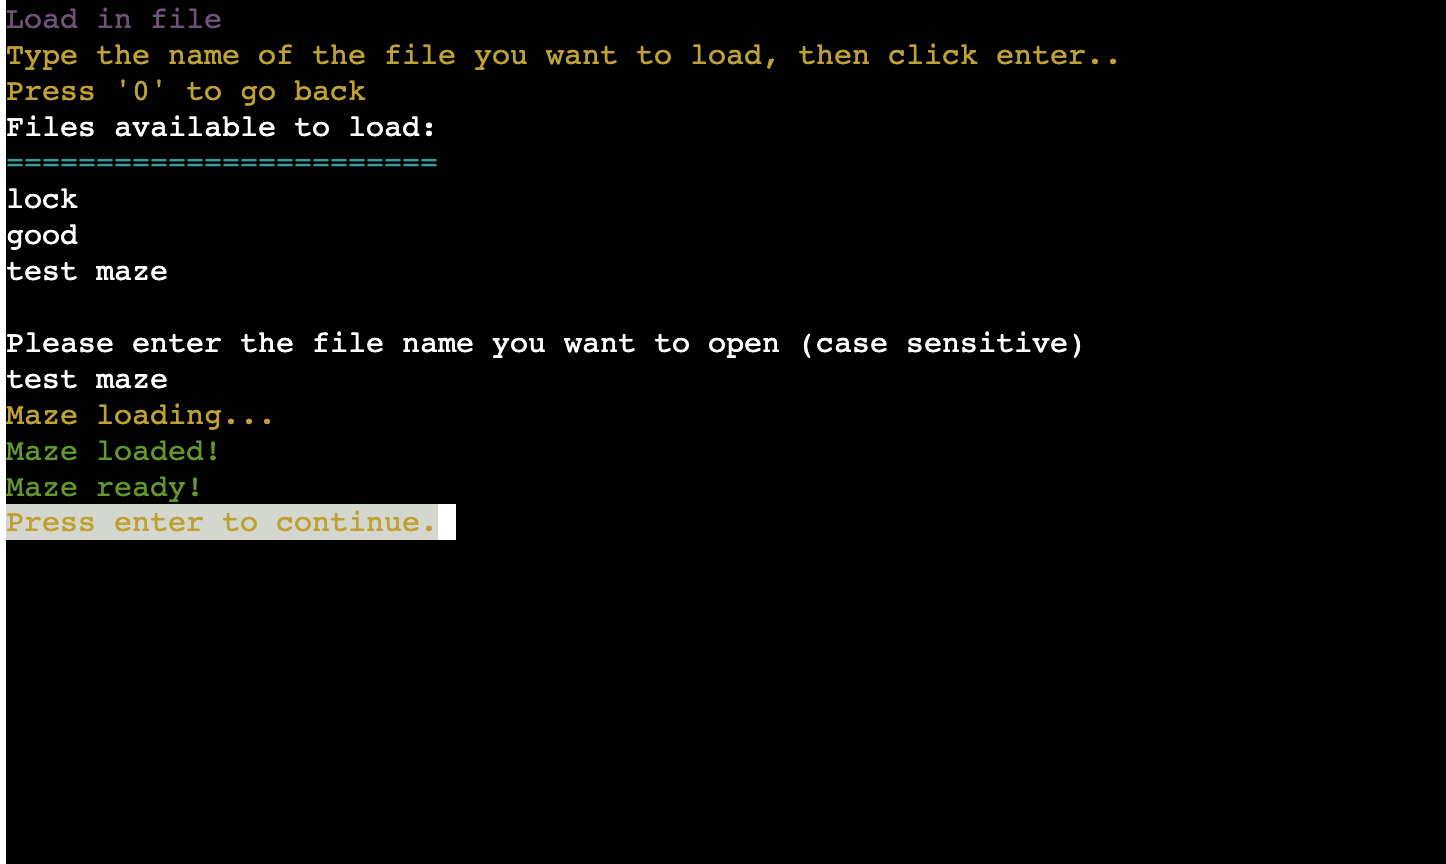 Load in file
Type the name of the file you want to load, then click enter..
Press '0' to go back
Files available to load:
========================
lock
good
test maze
Please enter the file name you want to open (case sensitive)
test maze
Maze loading...
Maze loaded!
Maze ready!
Press enter to continue.